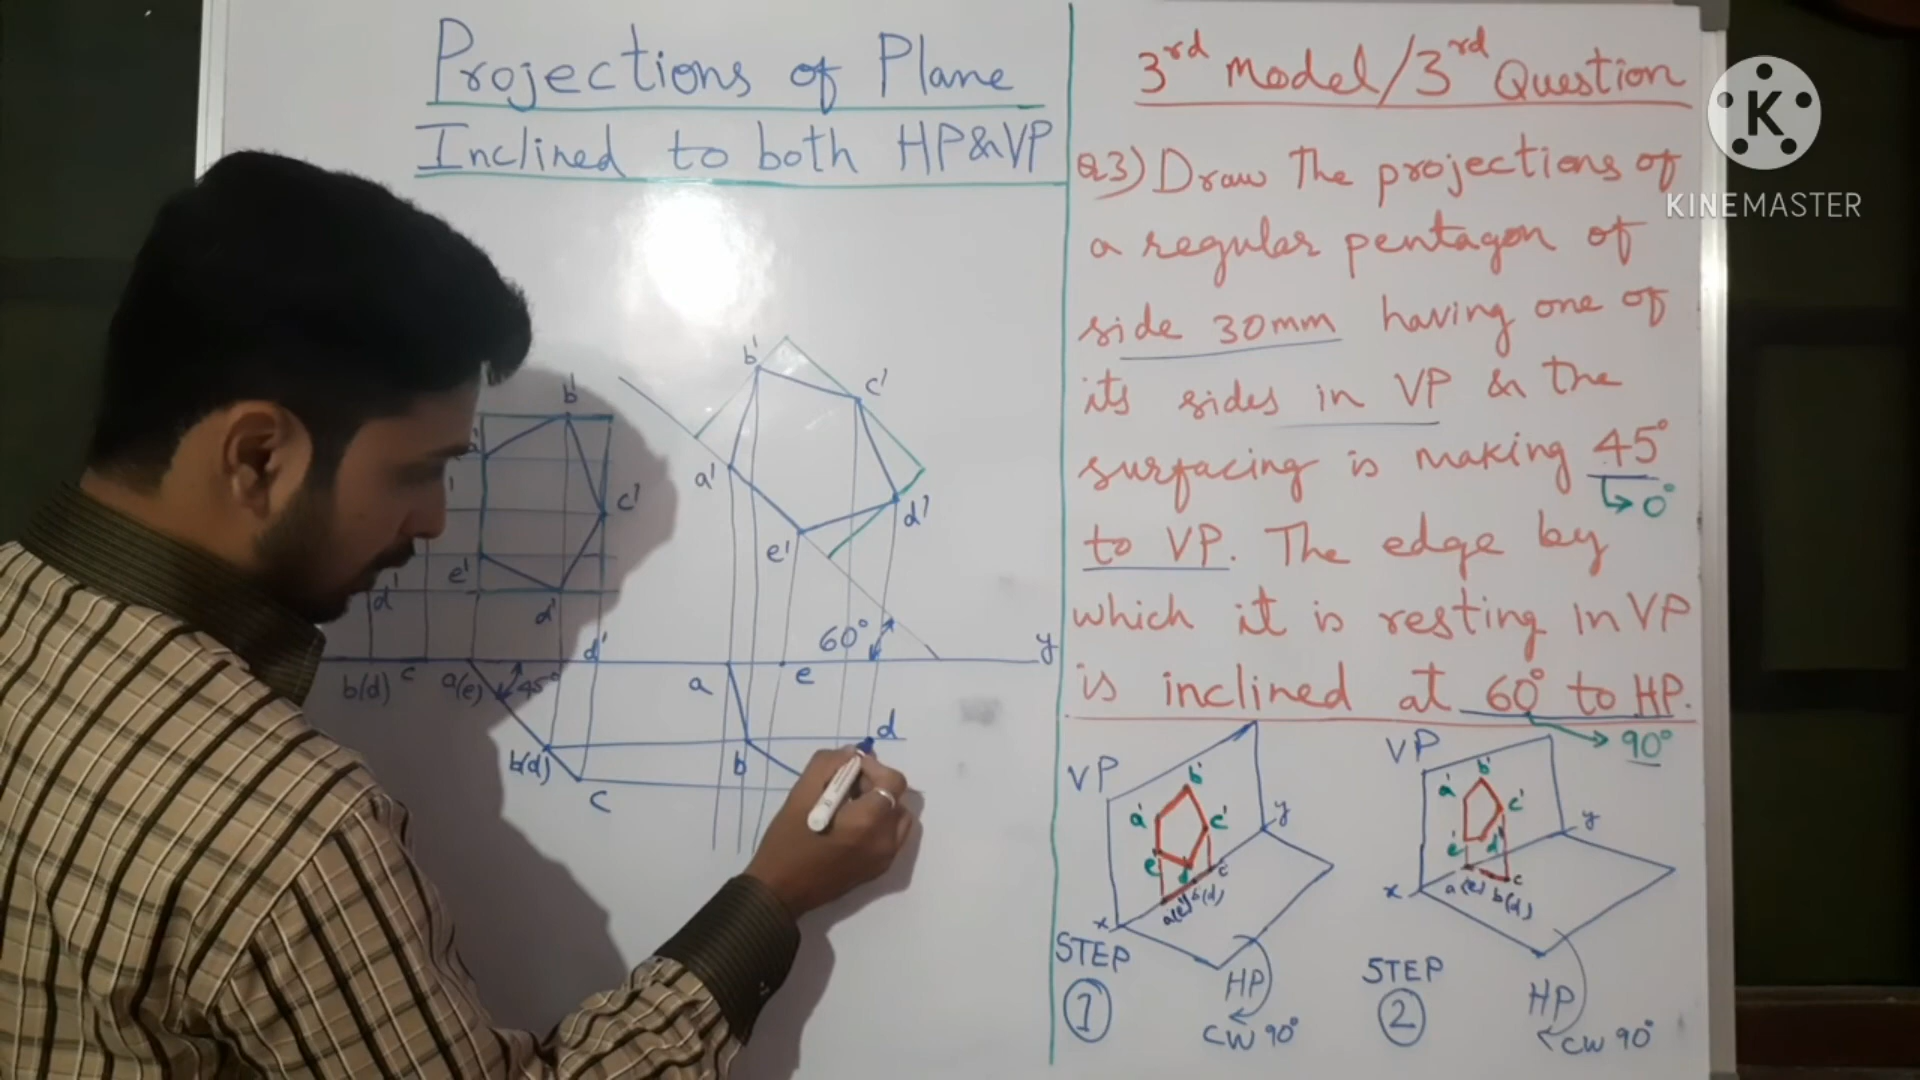 Projections of Plane
Inclined to both HP&VP
3rd Model/3rd Question
Q3) Draw the projections of
a regular pentagon of
side 30mm having one of
its sides in VP & the
surfacing is making 45°
↳ 0°
to VP. The edge by
which it is resting in VP
is inclined at 60° to HP.
→ 90°
K
KINEMASTER
b'
a'
c'
e'
d'
d'
b'
c'
a'
d'
e'
60°
y
d'
b(d) c a(e) 45°
a e
b(d)
c
b
d
VP
a' b' c'
e' d'
y
c
a(e) b(d)
x
STEP
1
HP
CW 90°
VP
a' b' c'
e' d'
y
x
a(e) b(d) c
STEP
2
HP
CW 90°